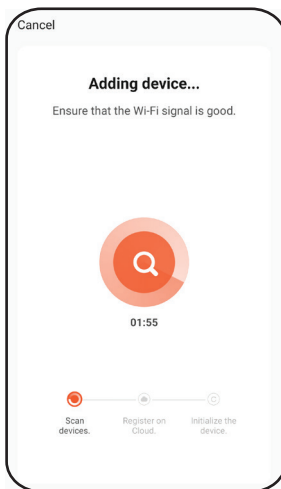 Cancel
Adding device...
Ensure that the Wi-Fi signal is good.
01:55
Scan
devices.
Register on
Cloud.
Initialize the
device.